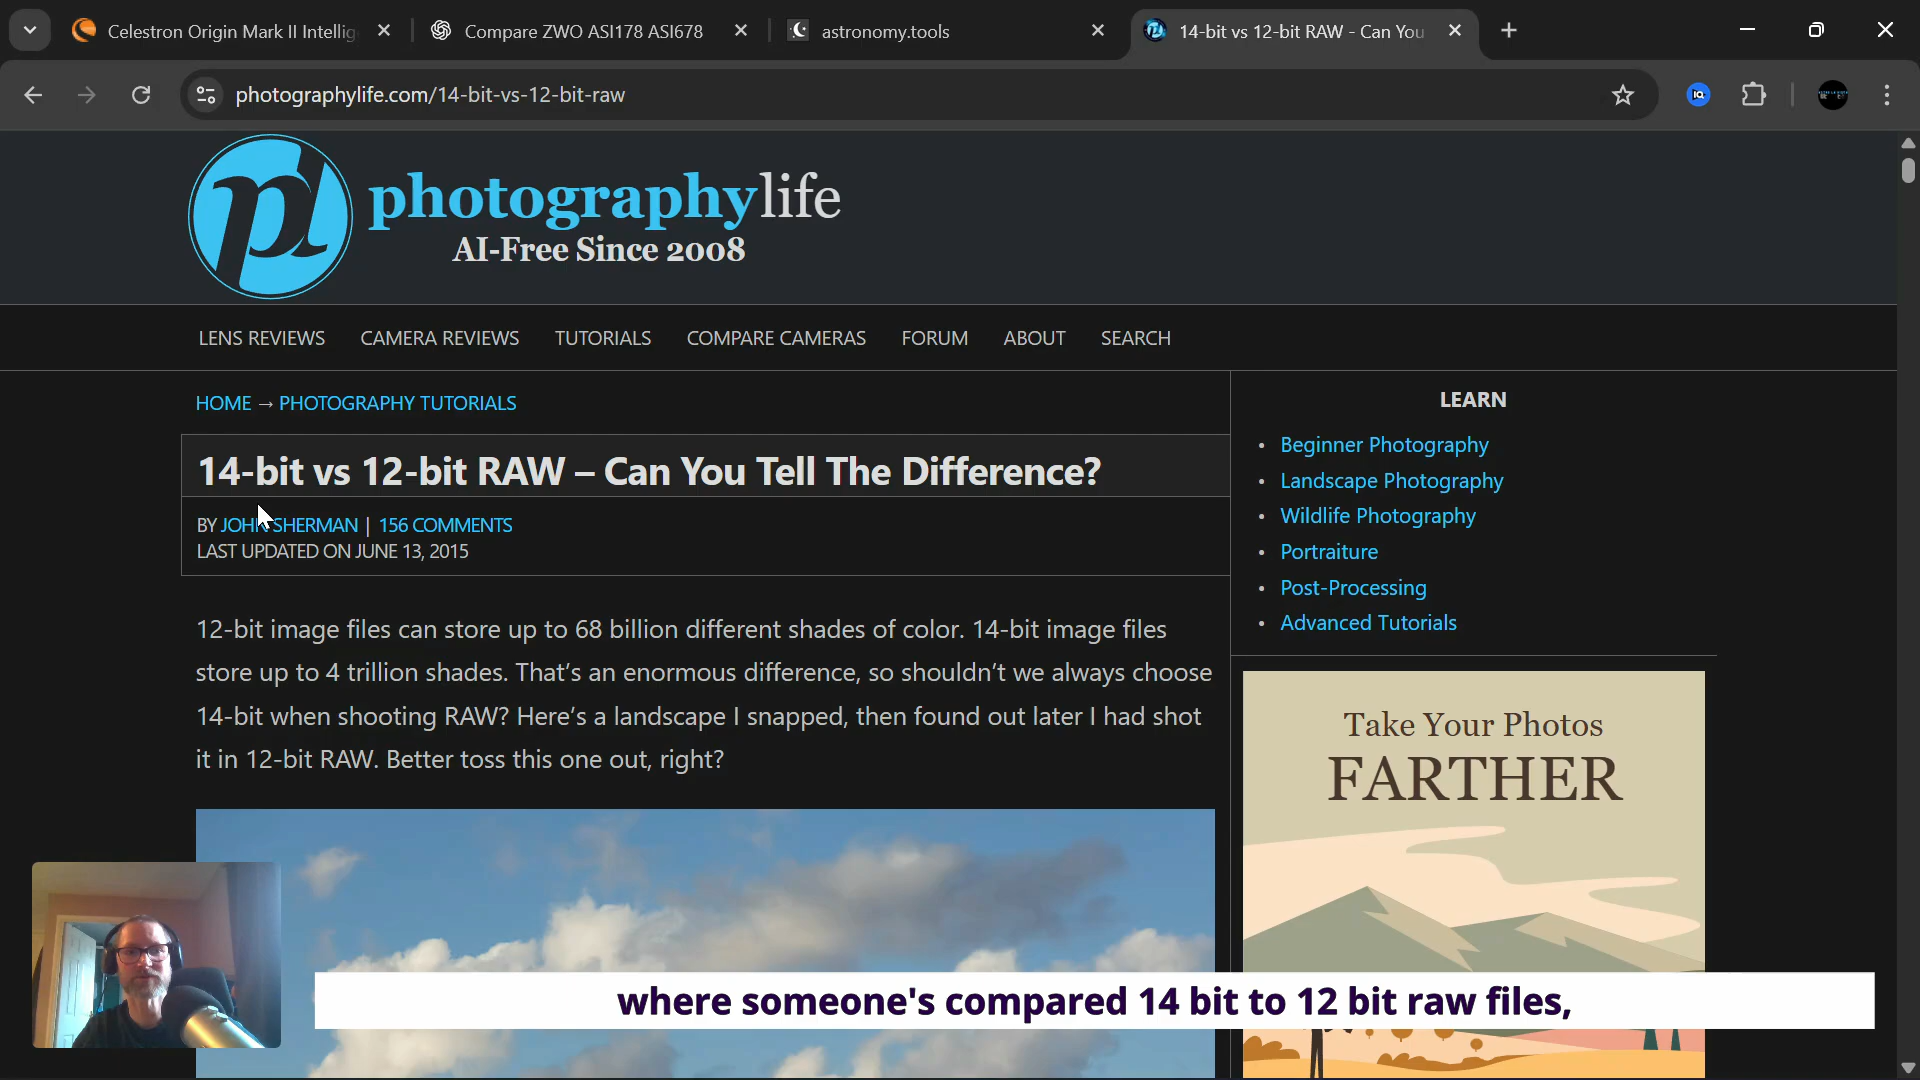 Celestron Origin Mark II Intellig
Compare ZWO ASI178 ASI678
astronomy.tools
14-bit vs 12-bit RAW - Can You
photographylife.com/14-bit-vs-12-bit-raw
IQ
photographylife
AI-Free Since 2008
LENS REVIEWS CAMERA REVIEWS TUTORIALS COMPARE CAMERAS FORUM ABOUT SEARCH
HOME → PHOTOGRAPHY TUTORIALS
14-bit vs 12-bit RAW – Can You Tell The Difference?
BY JOHN SHERMAN | 156 COMMENTS
LAST UPDATED ON JUNE 13, 2015
12-bit image files can store up to 68 billion different shades of color. 14-bit image files
store up to 4 trillion shades. That's an enormous difference, so shouldn't we always choose
14-bit when shooting RAW? Here's a landscape I snapped, then found out later I had shot
it in 12-bit RAW. Better toss this one out, right?
LEARN
• Beginner Photography
• Landscape Photography
• Wildlife Photography
• Portraiture
• Post-Processing
• Advanced Tutorials
Take Your Photos
FARTHER
where someone's compared 14 bit to 12 bit raw files,